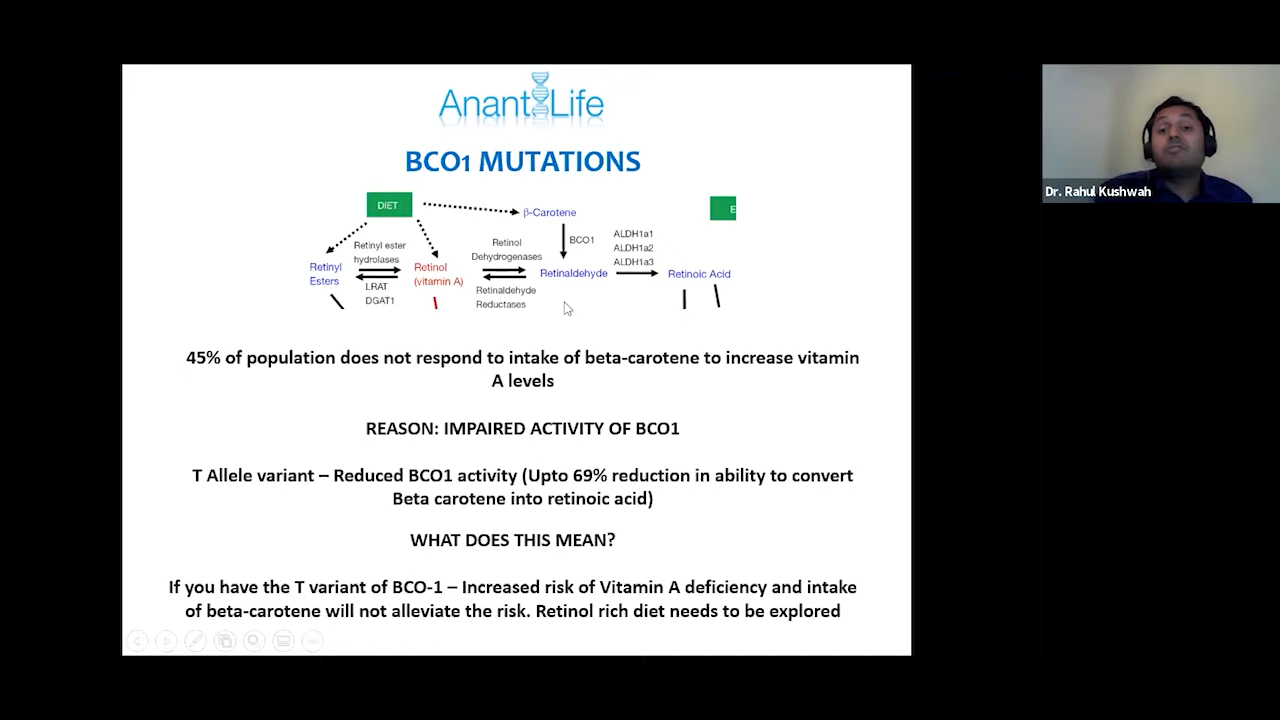 Anant Life
BCO1 MUTATIONS
DIET
β-Carotene
E
BCO1
ALDH1a1
ALDH1a2
ALDH1a3
Retinyl ester
hydrolases
Retinol
Dehydrogenases
Retinyl
Esters
Retinol
(vitamin A)
Retinaldehyde
Retinoic Acid
LRAT
DGAT1
Retinaldehyde
Reductases
45% of population does not respond to intake of beta-carotene to increase vitamin
A levels
REASON: IMPAIRED ACTIVITY OF BCO1
T Allele variant – Reduced BCO1 activity (Upto 69% reduction in ability to convert
Beta carotene into retinoic acid)
WHAT DOES THIS MEAN?
If you have the T variant of BCO-1 – Increased risk of Vitamin A deficiency and intake
of beta-carotene will not alleviate the risk. Retinol rich diet needs to be explored
Dr. Rahul Kushwah